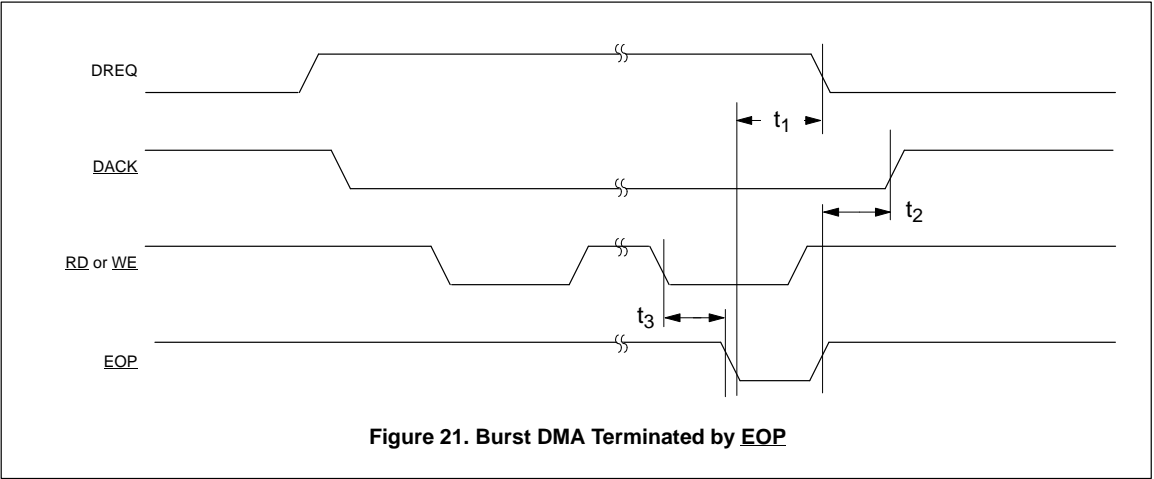 DREQ
t1
DACK
t2
RD or WE
t3
EOP
Figure 21. Burst DMA Terminated by EOP